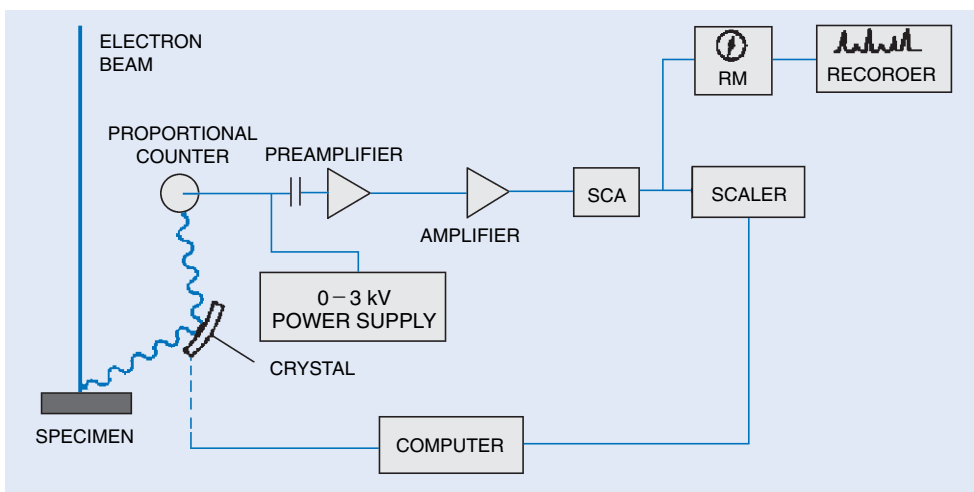 ELECTRON
BEAM
RM
RECOROER
PROPORTIONAL
COUNTER
PREAMPLIFIER
SCA
SCALER
AMPLIFIER
0–3 kV
POWER SUPPLY
CRYSTAL
SPECIMEN
COMPUTER